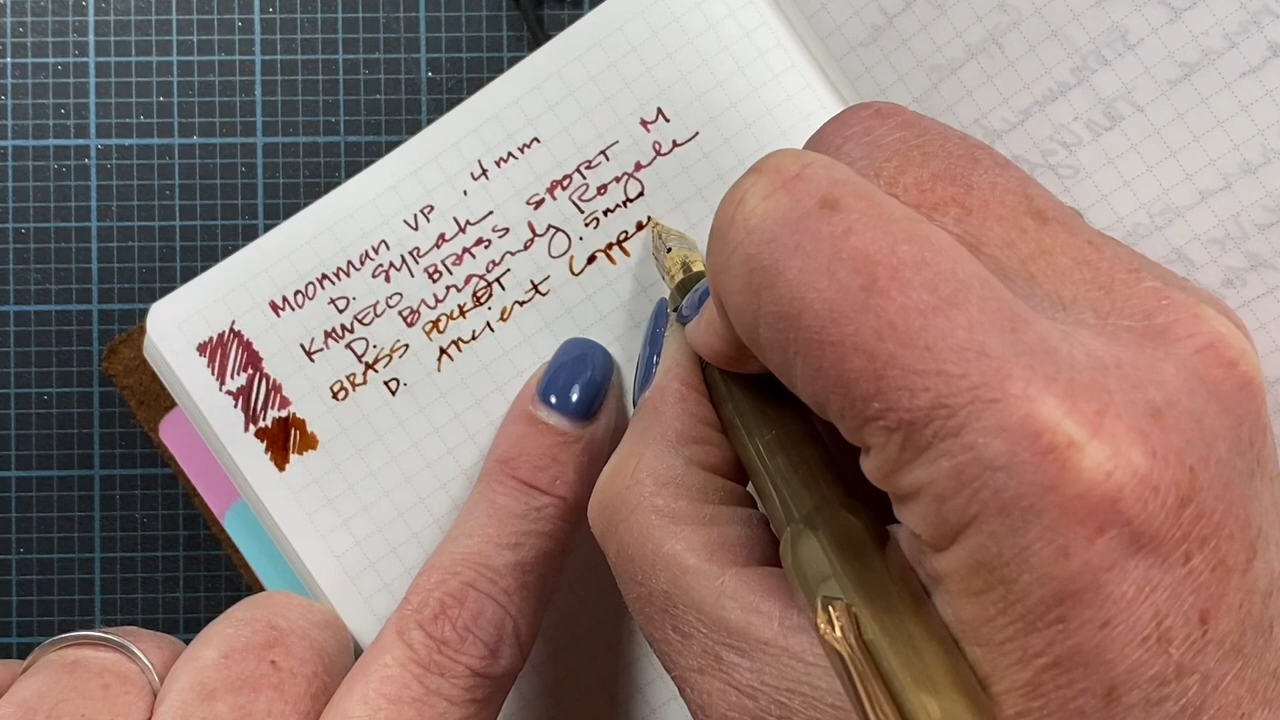 MOONMAN VP .4mm
D. SYRAH
KAWECO BRASS SPORT M
D. Burgandy Royale
BRASS POCKET .5mm
D. Ancient Copper